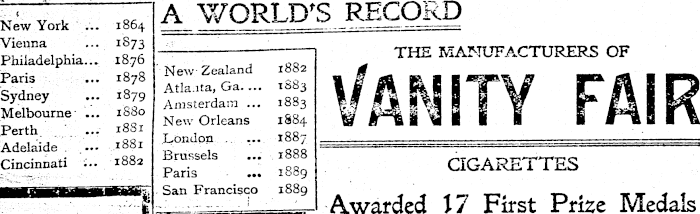 A WORLD'S RECORD
New York ... 1864
Vienna ... 1873
Philadelphia... 1876
Paris ... 1878
Sydney ... 1879
Melbourne ... 1880
Perth ... 1881
Adelaide ... 1881
Cincinnati ... 1882
New Zealand 1882
Atlanta, Ga. ... 1883
Amsterdam ... 1883
New Orleans 1884
London ... 1887
Brussels ... 1888
Paris ... 1889
San Francisco 1889
THE MANUFACTURERS OF
VANITY FAIR
CIGARETTES
Awarded 17 First Prize Medals